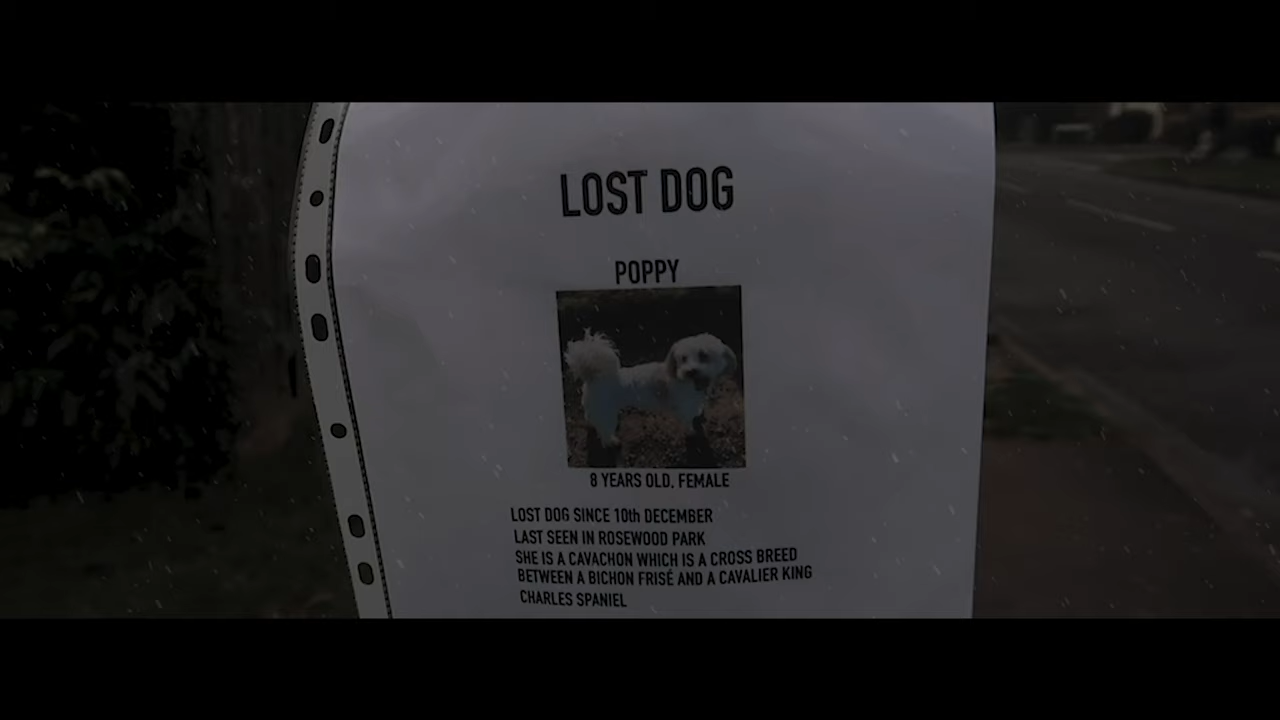 LOST DOG
POPPY
8 YEARS OLD, FEMALE
LOST DOG SINCE 10th DECEMBER
LAST SEEN IN ROSEWOOD PARK
SHE IS A CAVACHON WHICH IS A CROSS BREED
BETWEEN A BICHON FRISÉ AND A CAVALIER KING
CHARLES SPANIEL